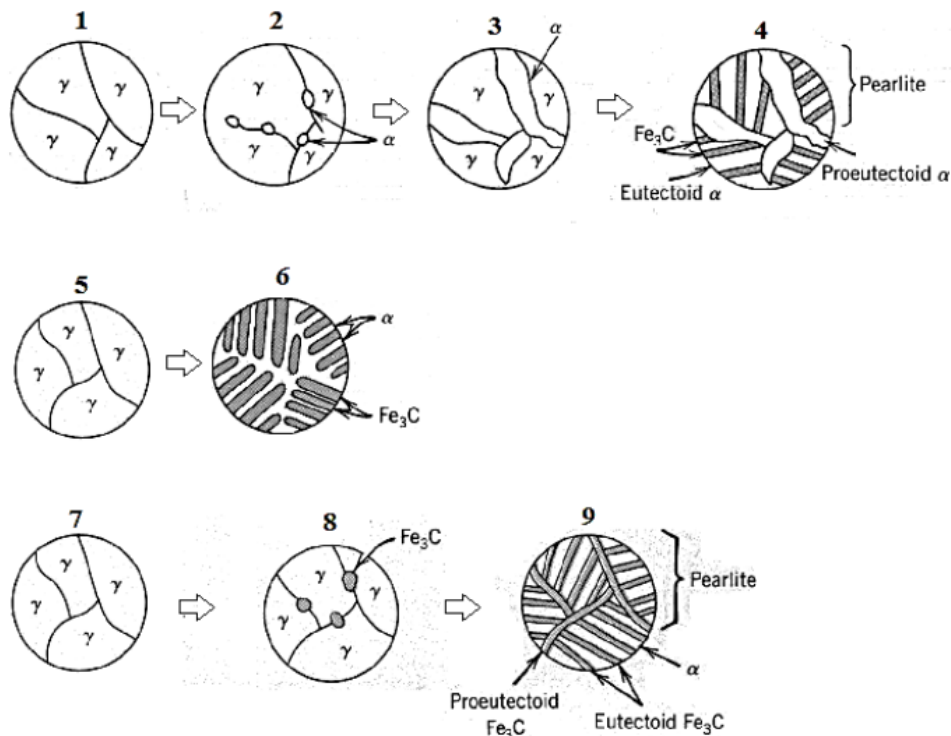 1
2
3
4
γ
γ
γ
γ
γ
γ
γ
γ
α
α
γ
γ
γ
γ
Pearlite
Fe₃C
Eutectoid α
Proeutectoid α
5
6
γ
γ
γ
γ
α
Fe₃C
7
8
9
γ
γ
γ
γ
Fe₃C
γ
γ
γ
γ
Pearlite
α
Proeutectoid
Fe₃C
Eutectoid Fe₃C